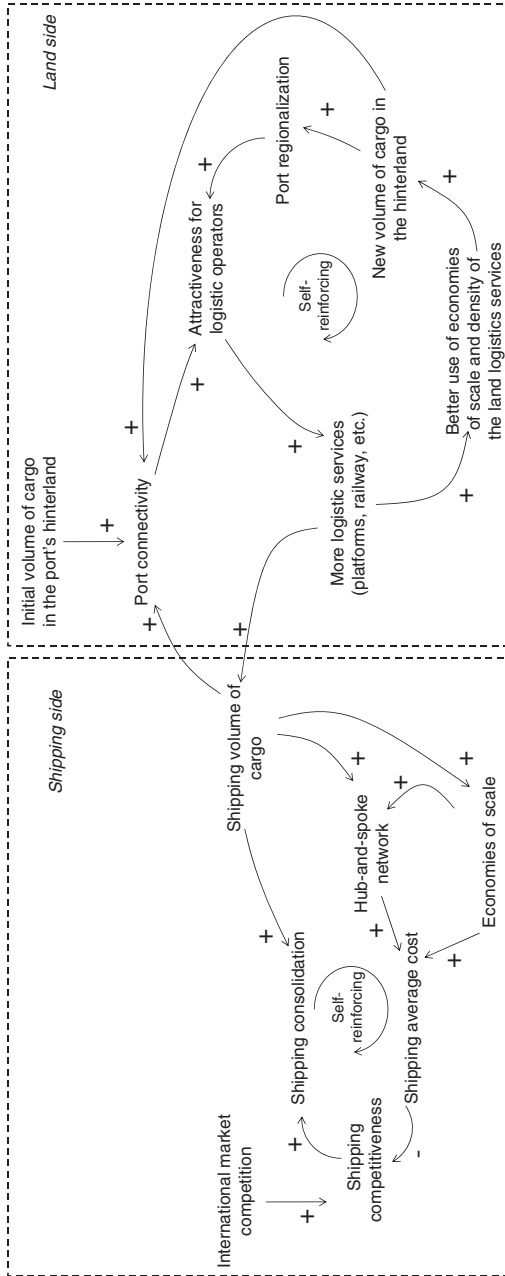 Shipping side
International market
competition
+
Shipping
competitiveness
+
-
Shipping consolidation
+
Self-
reinforcing
Shipping average cost
+
+
Hub-and-spoke
network
Economies of scale
+
+
+
Shipping volume of
cargo
Land side
Initial volume of cargo
in the port's hinterland
+
Port connectivity
+
+
+
+
Attractiveness for
logistic operators
+
+
More logistic services
(platforms, railway, etc.)
+
Self-
reinforcing
Port regionalization
+
New volume of cargo in
the hinterland
+
Better use of economies
of scale and density of
the land logistics services